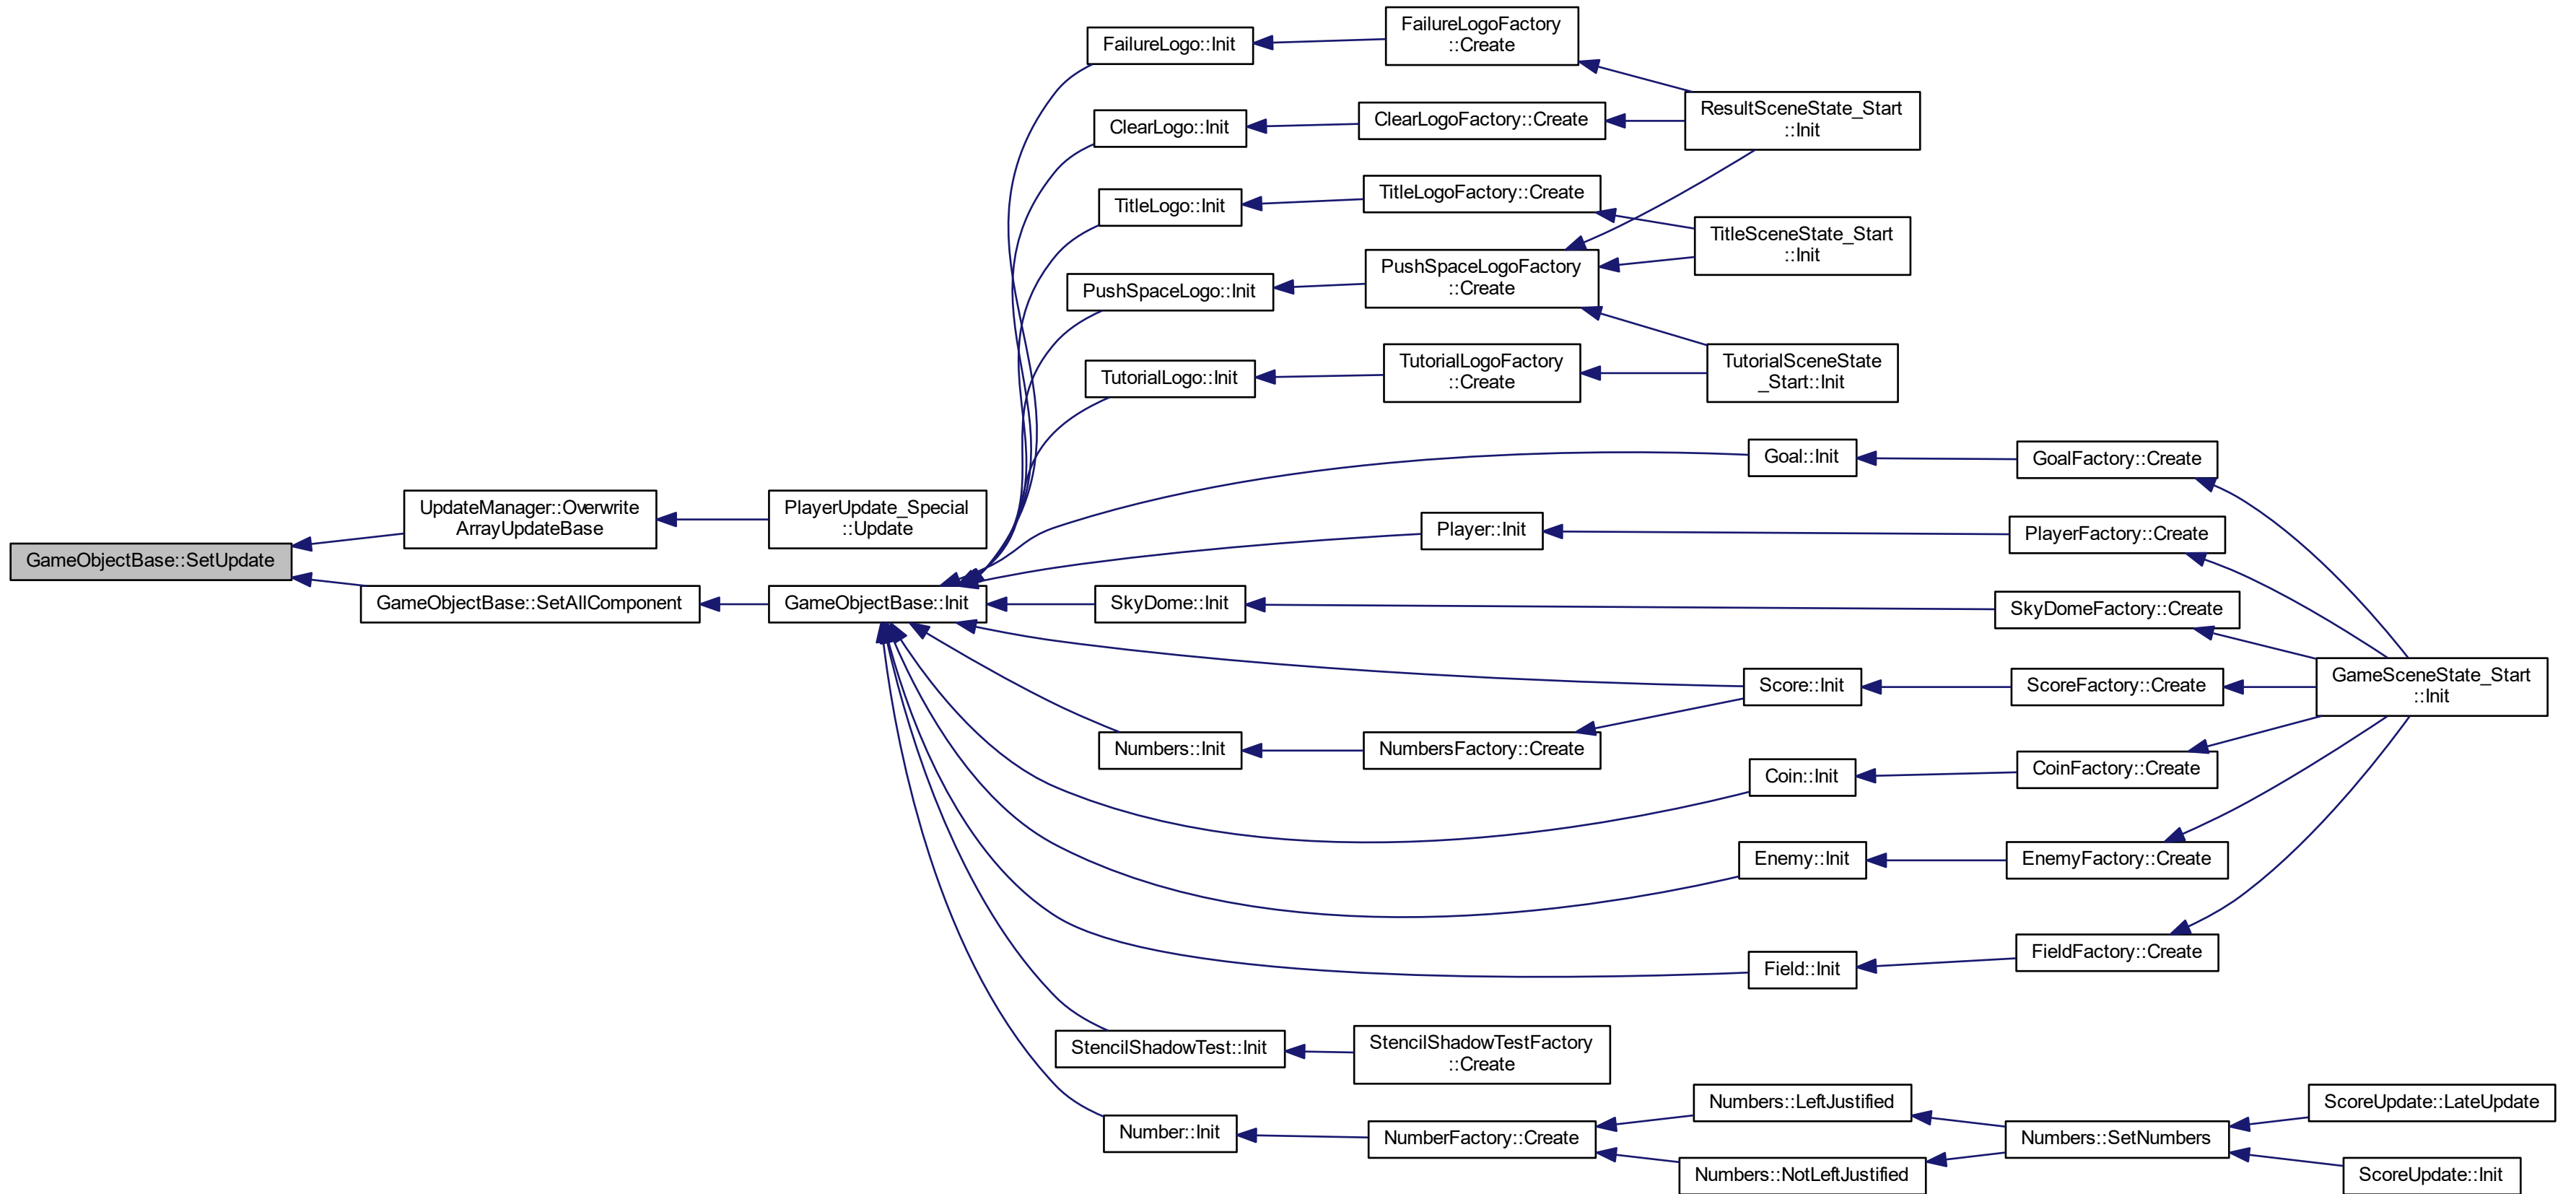 FailureLogo::Init
FailureLogoFactory
::Create
ClearLogo::Init
ClearLogoFactory::Create
ResultSceneState_Start
::Init
TitleLogo::Init
TitleLogoFactory::Create
PushSpaceLogo::Init
PushSpaceLogoFactory
::Create
TitleSceneState_Start
::Init
TutorialLogo::Init
TutorialLogoFactory
::Create
TutorialSceneState
_Start::Init
Goal::Init
GoalFactory::Create
UpdateManager::Overwrite
ArrayUpdateBase
PlayerUpdate_Special
::Update
Player::Init
PlayerFactory::Create
GameObjectBase::SetUpdate
GameObjectBase::SetAllComponent
GameObjectBase::Init
SkyDome::Init
SkyDomeFactory::Create
Score::Init
ScoreFactory::Create
GameSceneState_Start
::Init
Numbers::Init
NumbersFactory::Create
Coin::Init
CoinFactory::Create
Enemy::Init
EnemyFactory::Create
Field::Init
FieldFactory::Create
StencilShadowTest::Init
StencilShadowTestFactory
::Create
Number::Init
NumberFactory::Create
Numbers::LeftJustified
Numbers::NotLeftJustified
Numbers::SetNumbers
ScoreUpdate::LateUpdate
ScoreUpdate::Init